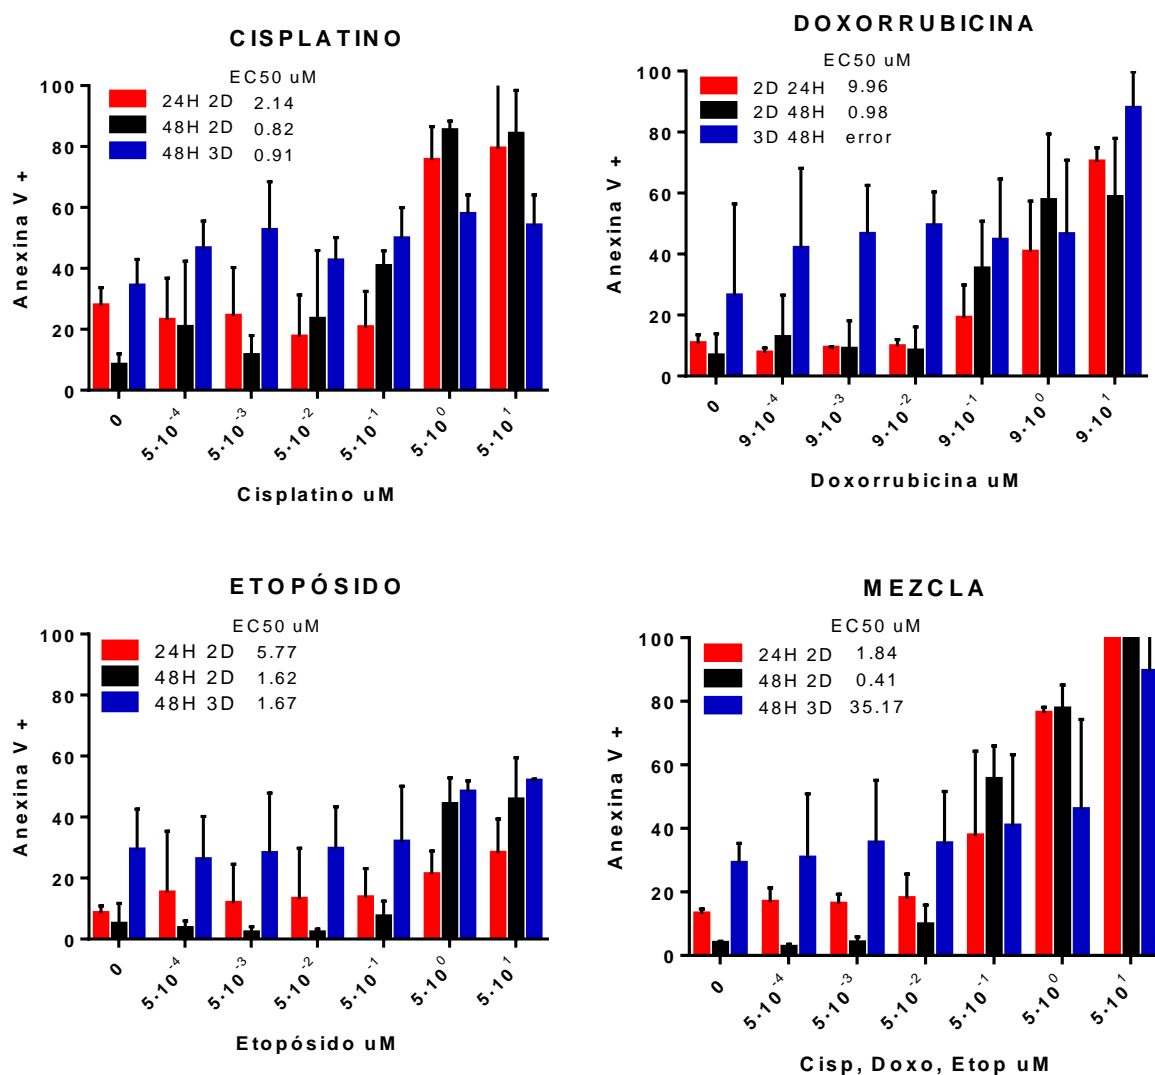 CISPLATINO
EC50 uM
24H 2D 2.14
48H 2D 0.82
48H 3D 0.91
Anexina V +
100
80
60
40
20
0
0 5·10⁻⁴ 5·10⁻³ 5·10⁻² 5·10⁻¹ 5·10⁰ 5·10¹
Cisplatino uM
DOXORRUBICINA
EC50 uM
2D 24H 9.96
2D 48H 0.98
3D 48H error
Anexina V +
100
80
60
40
20
0
0 9·10⁻⁴ 9·10⁻³ 9·10⁻² 9·10⁻¹ 9·10⁰ 9·10¹
Doxorrubicina uM
ETOPÓSIDO
EC50 uM
24H 2D 5.77
48H 2D 1.62
48H 3D 1.67
Anexina V +
100
80
60
40
20
0
0 5·10⁻⁴ 5·10⁻³ 5·10⁻² 5·10⁻¹ 5·10⁰ 5·10¹
Etopósido uM
MEZCLA
EC50 uM
24H 2D 1.84
48H 2D 0.41
48H 3D 35.17
Anexina V +
100
80
60
40
20
0
0 5·10⁻⁴ 5·10⁻³ 5·10⁻² 5·10⁻¹ 5·10⁰ 5·10¹
Cisp, Doxo, Etop uM